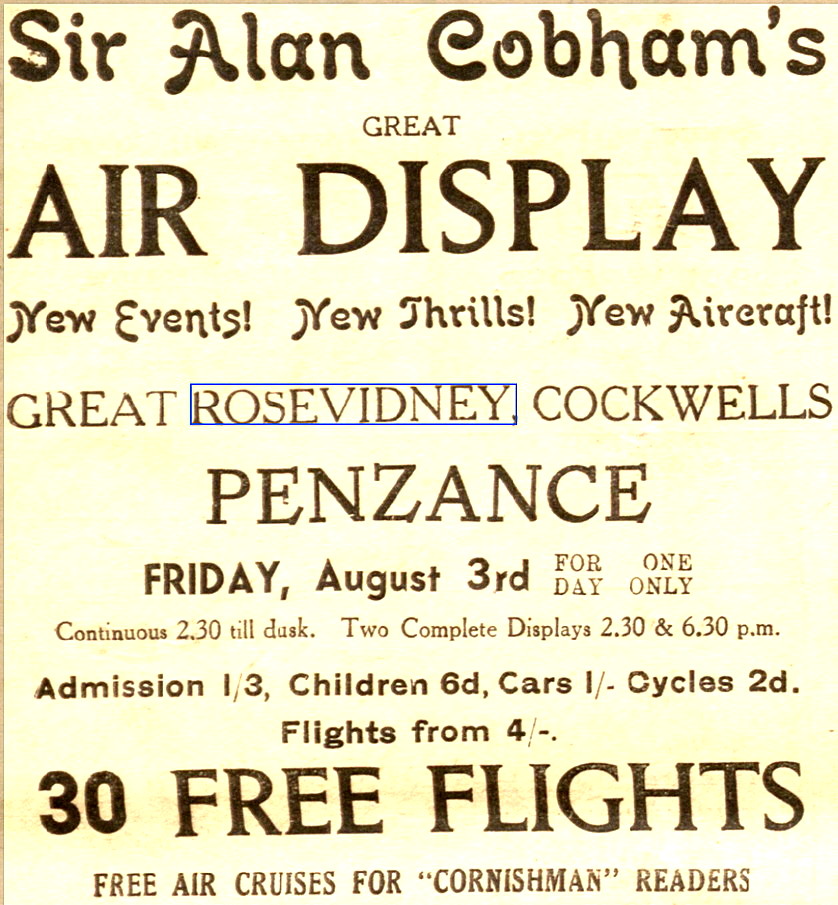 Sir Alan Cobham's
GREAT
AIR DISPLAY
New Events! New Thrills! New Aircraft!
GREAT ROSEVIDNEY, COCKWELLS
PENZANCE
FRIDAY, August 3rd FOR ONE
DAY ONLY
Continuous 2.30 till dusk. Two Complete Displays 2.30 & 6.30 p.m.
Admission 1/3, Children 6d, Cars 1/- Cycles 2d.
Flights from 4/-.
30 FREE FLIGHTS
FREE AIR CRUISES FOR “CORNISHMAN” READERS